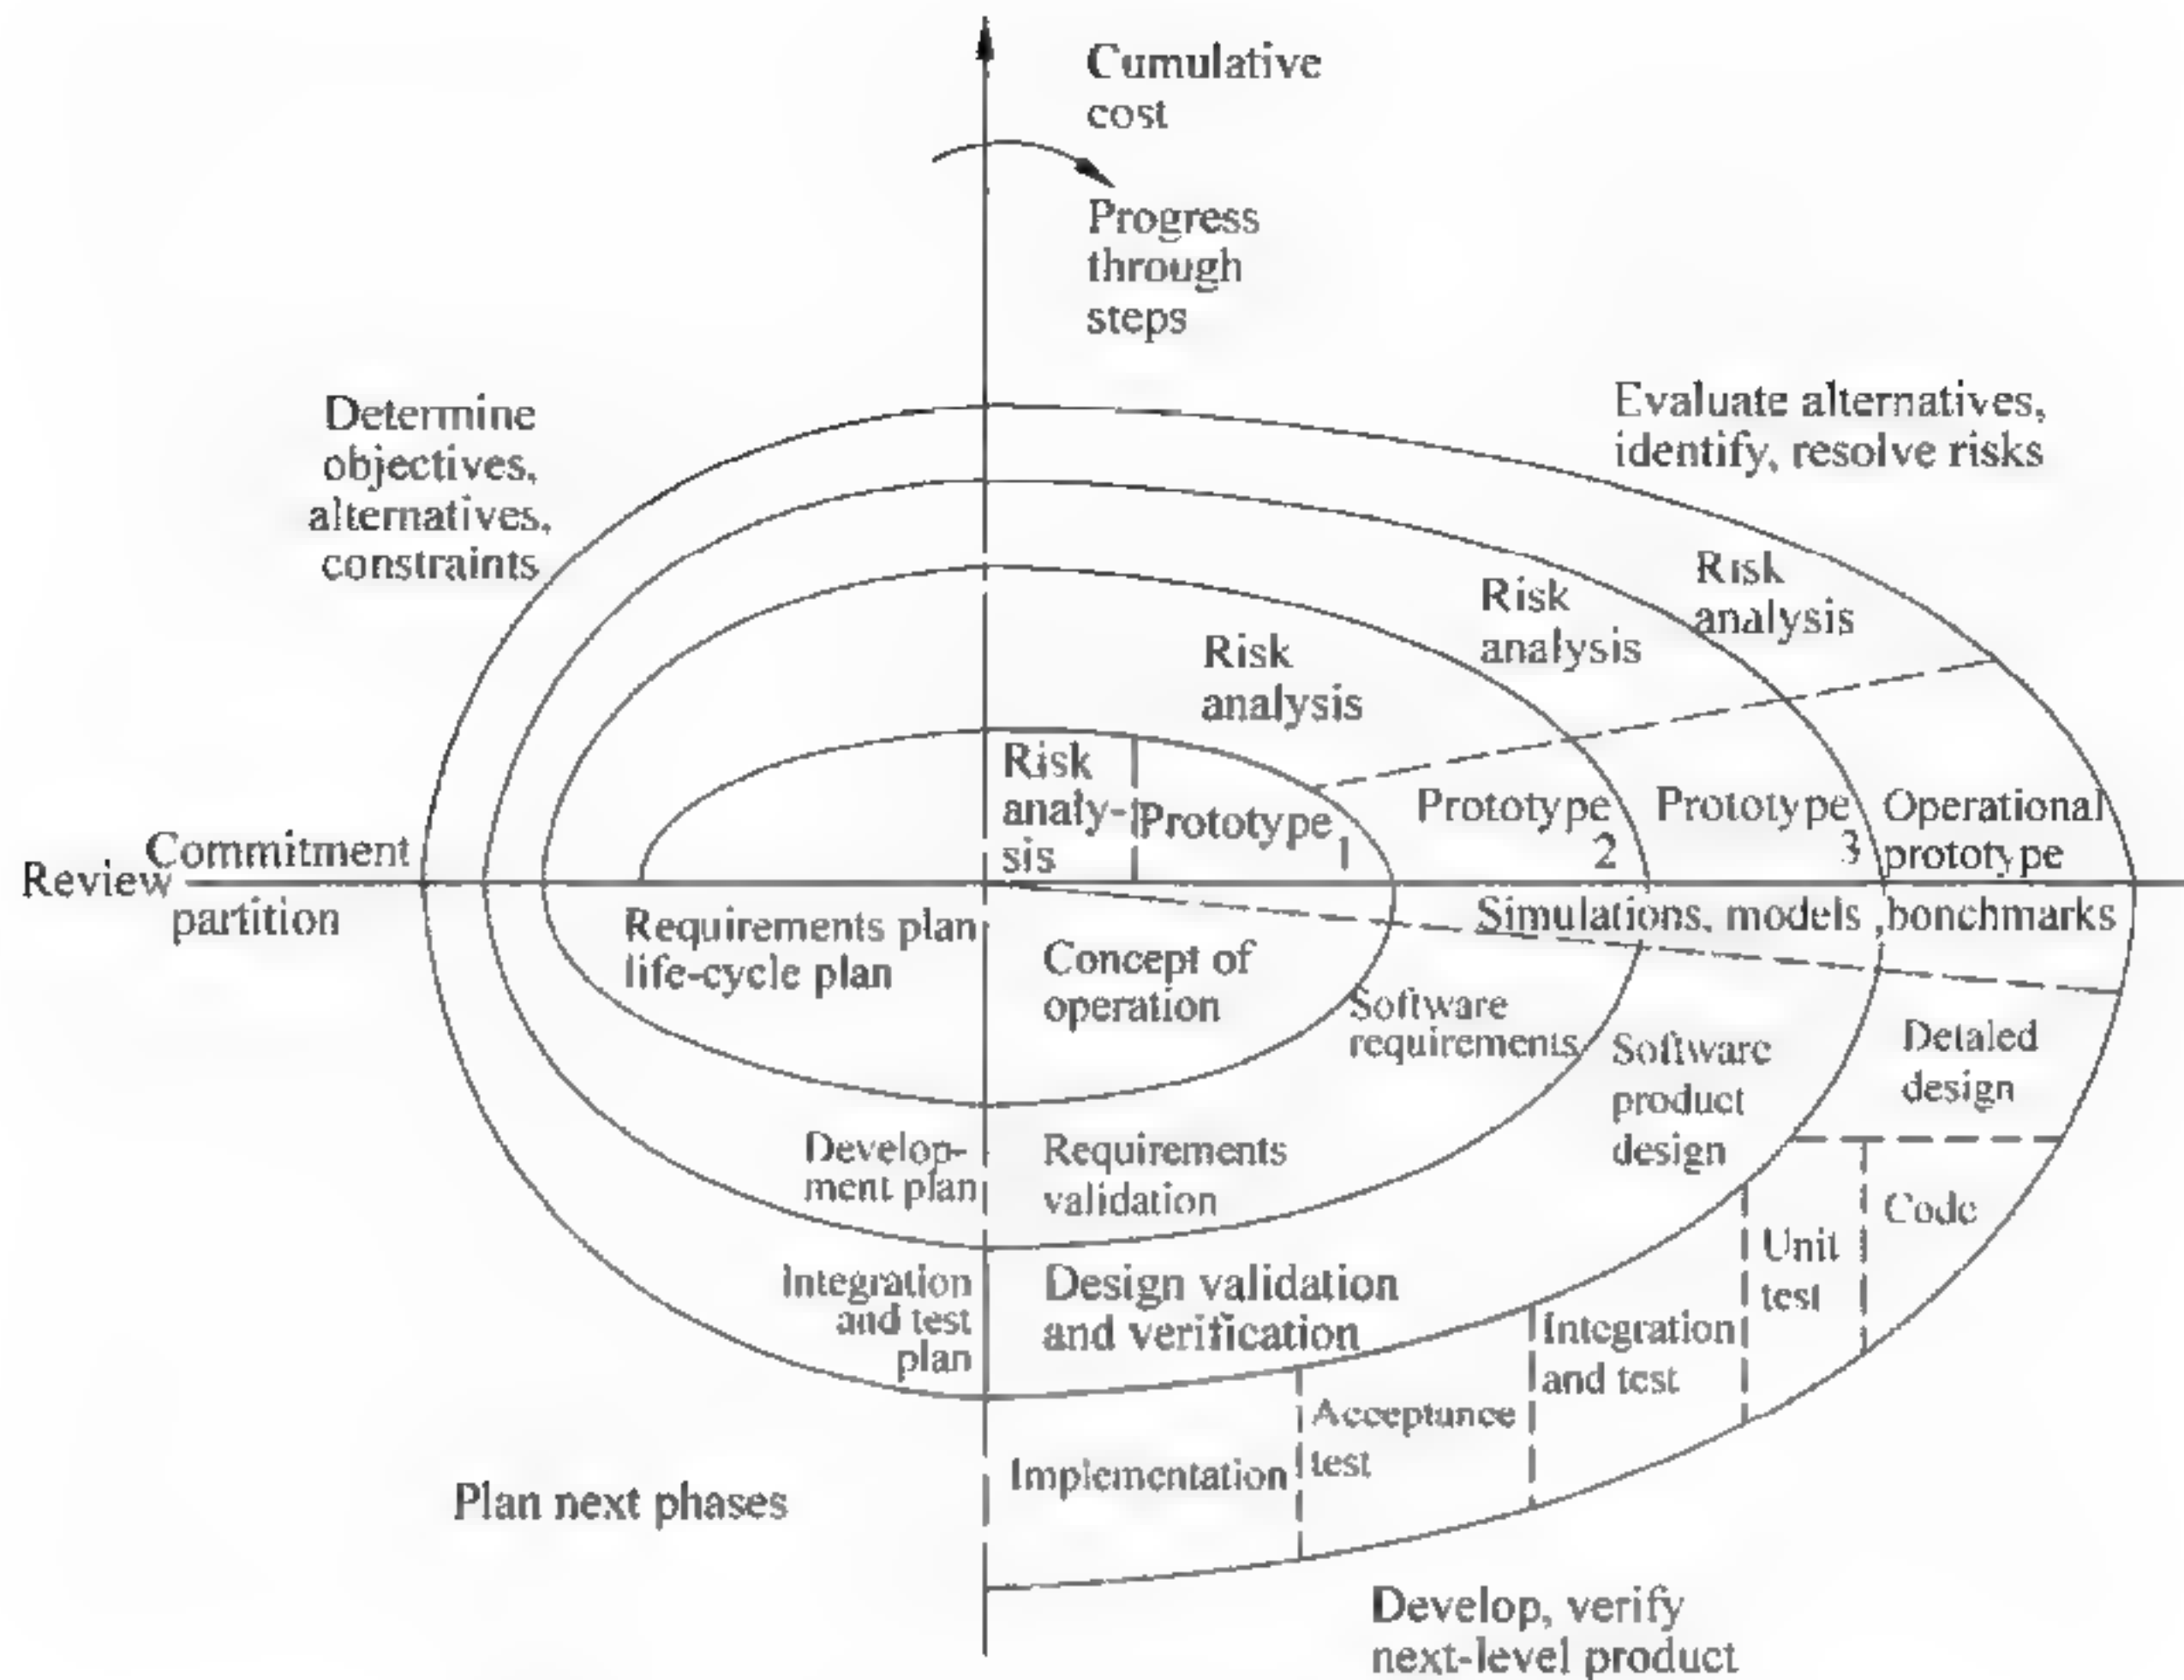 Cumulative
cost
Progress
through
steps
Determine
objectives,
alternatives,
constraints
Evaluate alternatives,
identify, resolve risks
Risk
analysis
Risk
analysis
Risk
analysis
Risk
analy-
sis
Prototype
1
Prototype
2
Prototype
3
Operational
prototype
Review
Commitment
partition
Simulations, models ,bonchmarks
Requirements plan
life-cycle plan
Concept of
operation
Software
requirements
Software
product
design
Detaled
design
Develop-
ment plan
Requirements
validation
Code
Unit
test
Integration
and test
plan
Design validation
and verification
Integration
and test
Acceptance
test
Implementation
Plan next phases
Develop, verify
next-level product